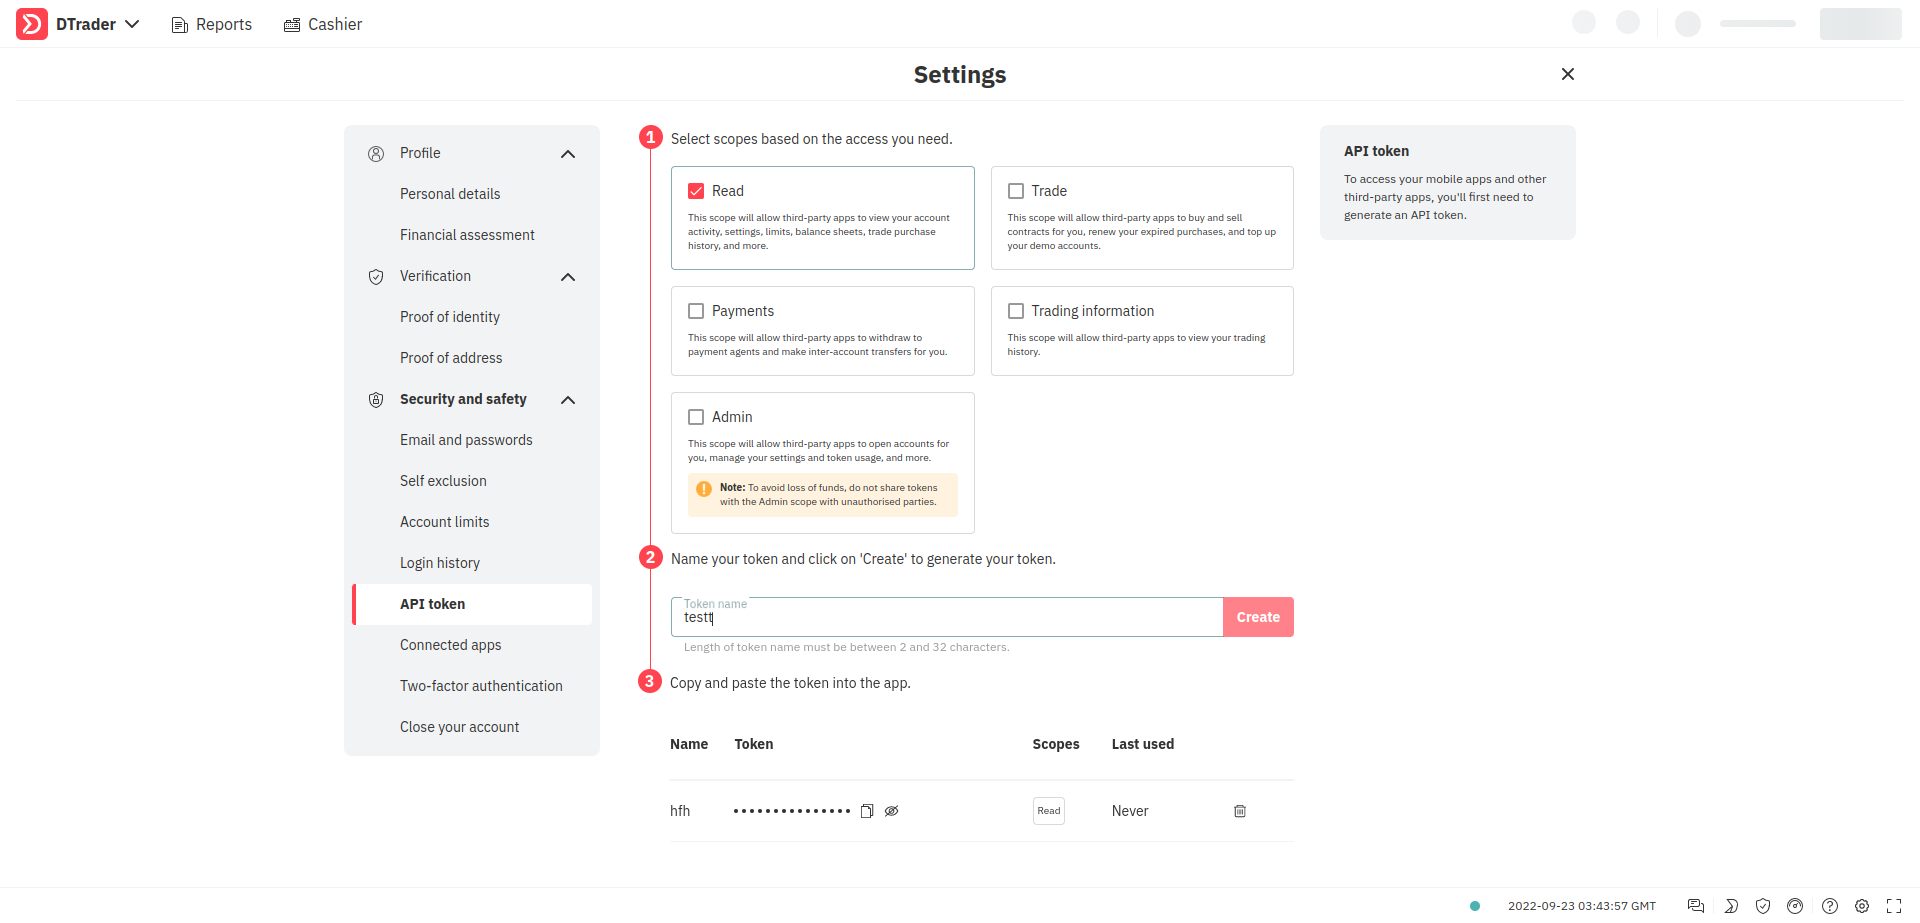 DTrader
Reports
Cashier
Settings
Profile
Personal details
Financial assessment
Verification
Proof of identity
Proof of address
Security and safety
Email and passwords
Self exclusion
Account limits
Login history
API token
Connected apps
Two-factor authentication
Close your account
1 Select scopes based on the access you need.
Read
This scope will allow third-party apps to view your account
activity, settings, limits, balance sheets, trade purchase
history, and more.
Trade
This scope will allow third-party apps to buy and sell
contracts for you, renew your expired purchases, and top up
your demo accounts.
Payments
This scope will allow third-party apps to withdraw to
payment agents and make inter-account transfers for you.
Trading information
This scope will allow third-party apps to view your trading
history.
Admin
This scope will allow third-party apps to open accounts for
you, manage your settings and token usage, and more.
Note: To avoid loss of funds, do not share tokens
with the Admin scope with unauthorised parties.
2 Name your token and click on 'Create' to generate your token.
Token name
testt
Create
Length of token name must be between 2 and 32 characters.
3 Copy and paste the token into the app.
Name Token Scopes Last used
hfh ••••••••••••••• Read Never
API token
To access your mobile apps and other
third-party apps, you'll first need to
generate an API token.
2022-09-23 03:43:57 GMT